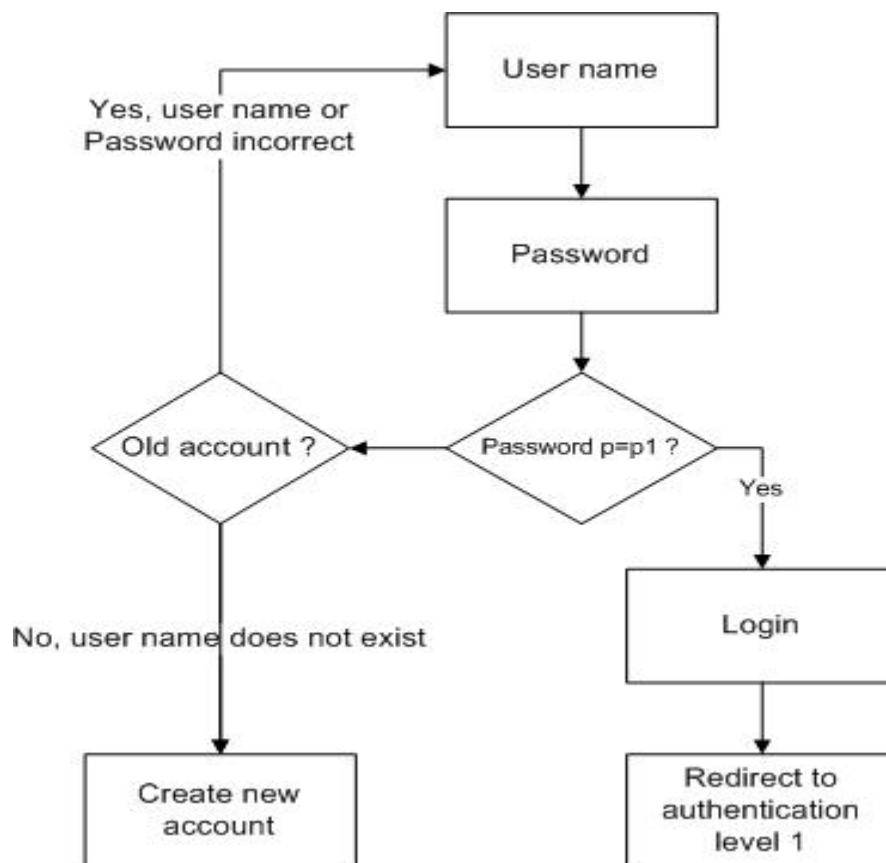 User name
Yes, user name or
Password incorrect
Password
Old account ?
Password p=p1 ?
Yes
Login
No, user name does not exist
Create new
account
Redirect to
authentication
level 1